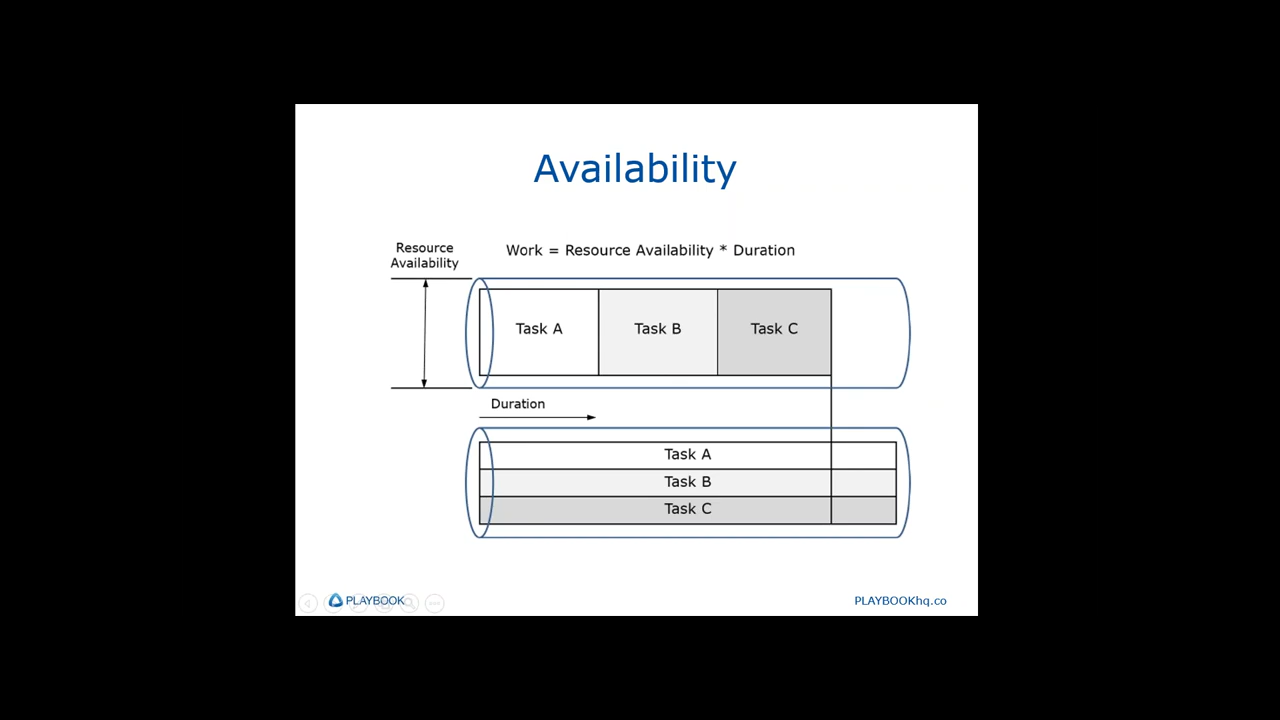 Availability
Resource
Availability
Work = Resource Availability * Duration
Task A
Task B
Task C
Duration
Task A
Task B
Task C
PLAYBOOK
PLAYBOOKhq.co